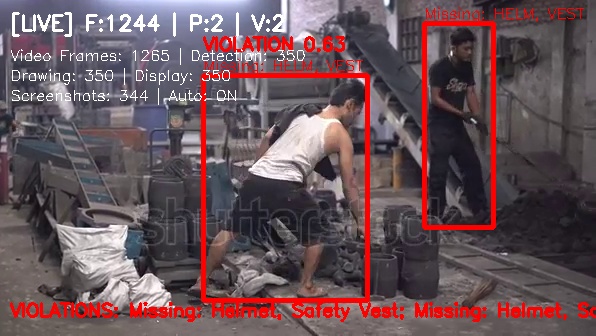 [LIVE] F:1244 | P:2 | V:2
Missing: HELM, VEST
VIOLATION 0.63
Video Frames: 1265 | Detection: 350
Missing: HELM, VEST
Drawing: 350 | Display: 350
Screenshots: 344 | Auto: ON
shutterstock
VIOLATIONS: Missing: Helmet, Safety Vest; Missing: Helmet, Sa